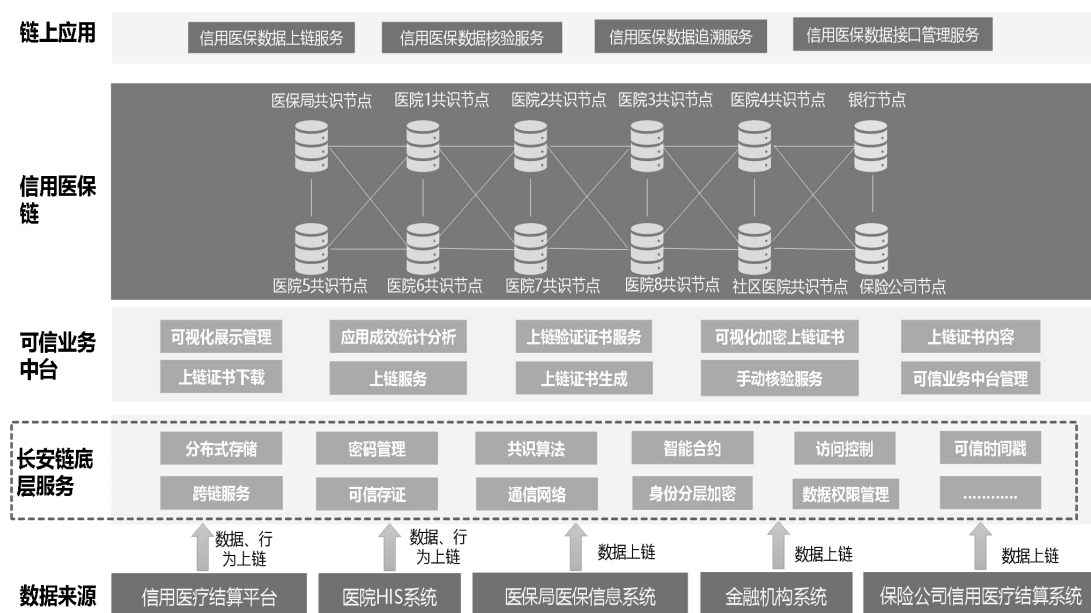 链上应用
信用医保数据上链服务
信用医保数据核验服务
信用医保数据追溯服务
信用医保数据接口管理服务
信用医保
链
医保局共识节点
医院1共识节点
医院2共识节点
医院3共识节点
医院4共识节点
银行节点
医院5共识节点
医院6共识节点
医院7共识节点
医院8共识节点
社区医院共识节点
保险公司节点
可信业务
中台
可视化展示管理
应用成效统计分析
上链验证证书服务
可视化加密上链证书
上链证书内容
上链证书下载
上链服务
上链证书生成
手动核验服务
可信业务中台管理
长安链底
层服务
分布式存储
密码管理
共识算法
智能合约
访问控制
可信时间戳
跨链服务
可信存证
通信网络
身份分层加密
数据权限管理
............
数据、行
为上链
数据、行
为上链
数据上链
数据上链
数据上链
数据来源
信用医疗结算平台
医院HIS系统
医保局医保信息系统
金融机构系统
保险公司信用医疗结算系统